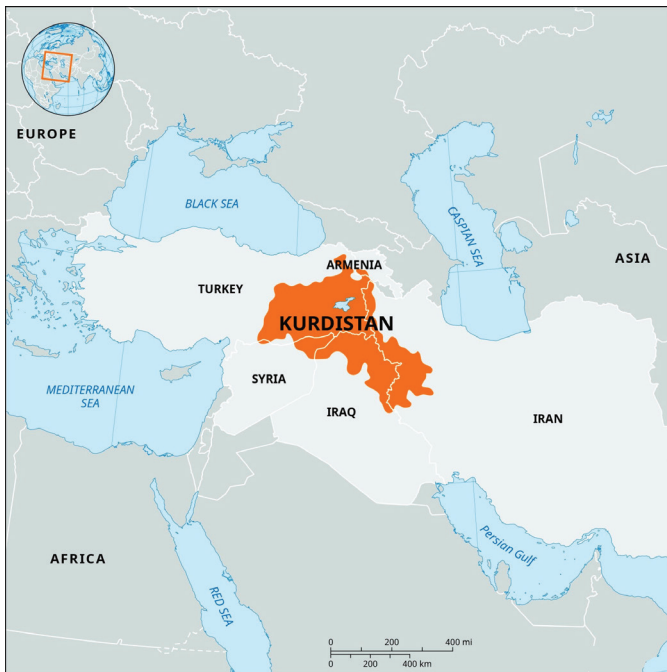 EUROPE
BLACK SEA
CASPIAN SEA
ASIA
ARMENIA
TURKEY
KURDISTAN
SYRIA
MEDITERRANEAN
SEA
IRAQ
IRAN
AFRICA
RED SEA
Persian Gulf
0 200 400 mi
0 200 400 km